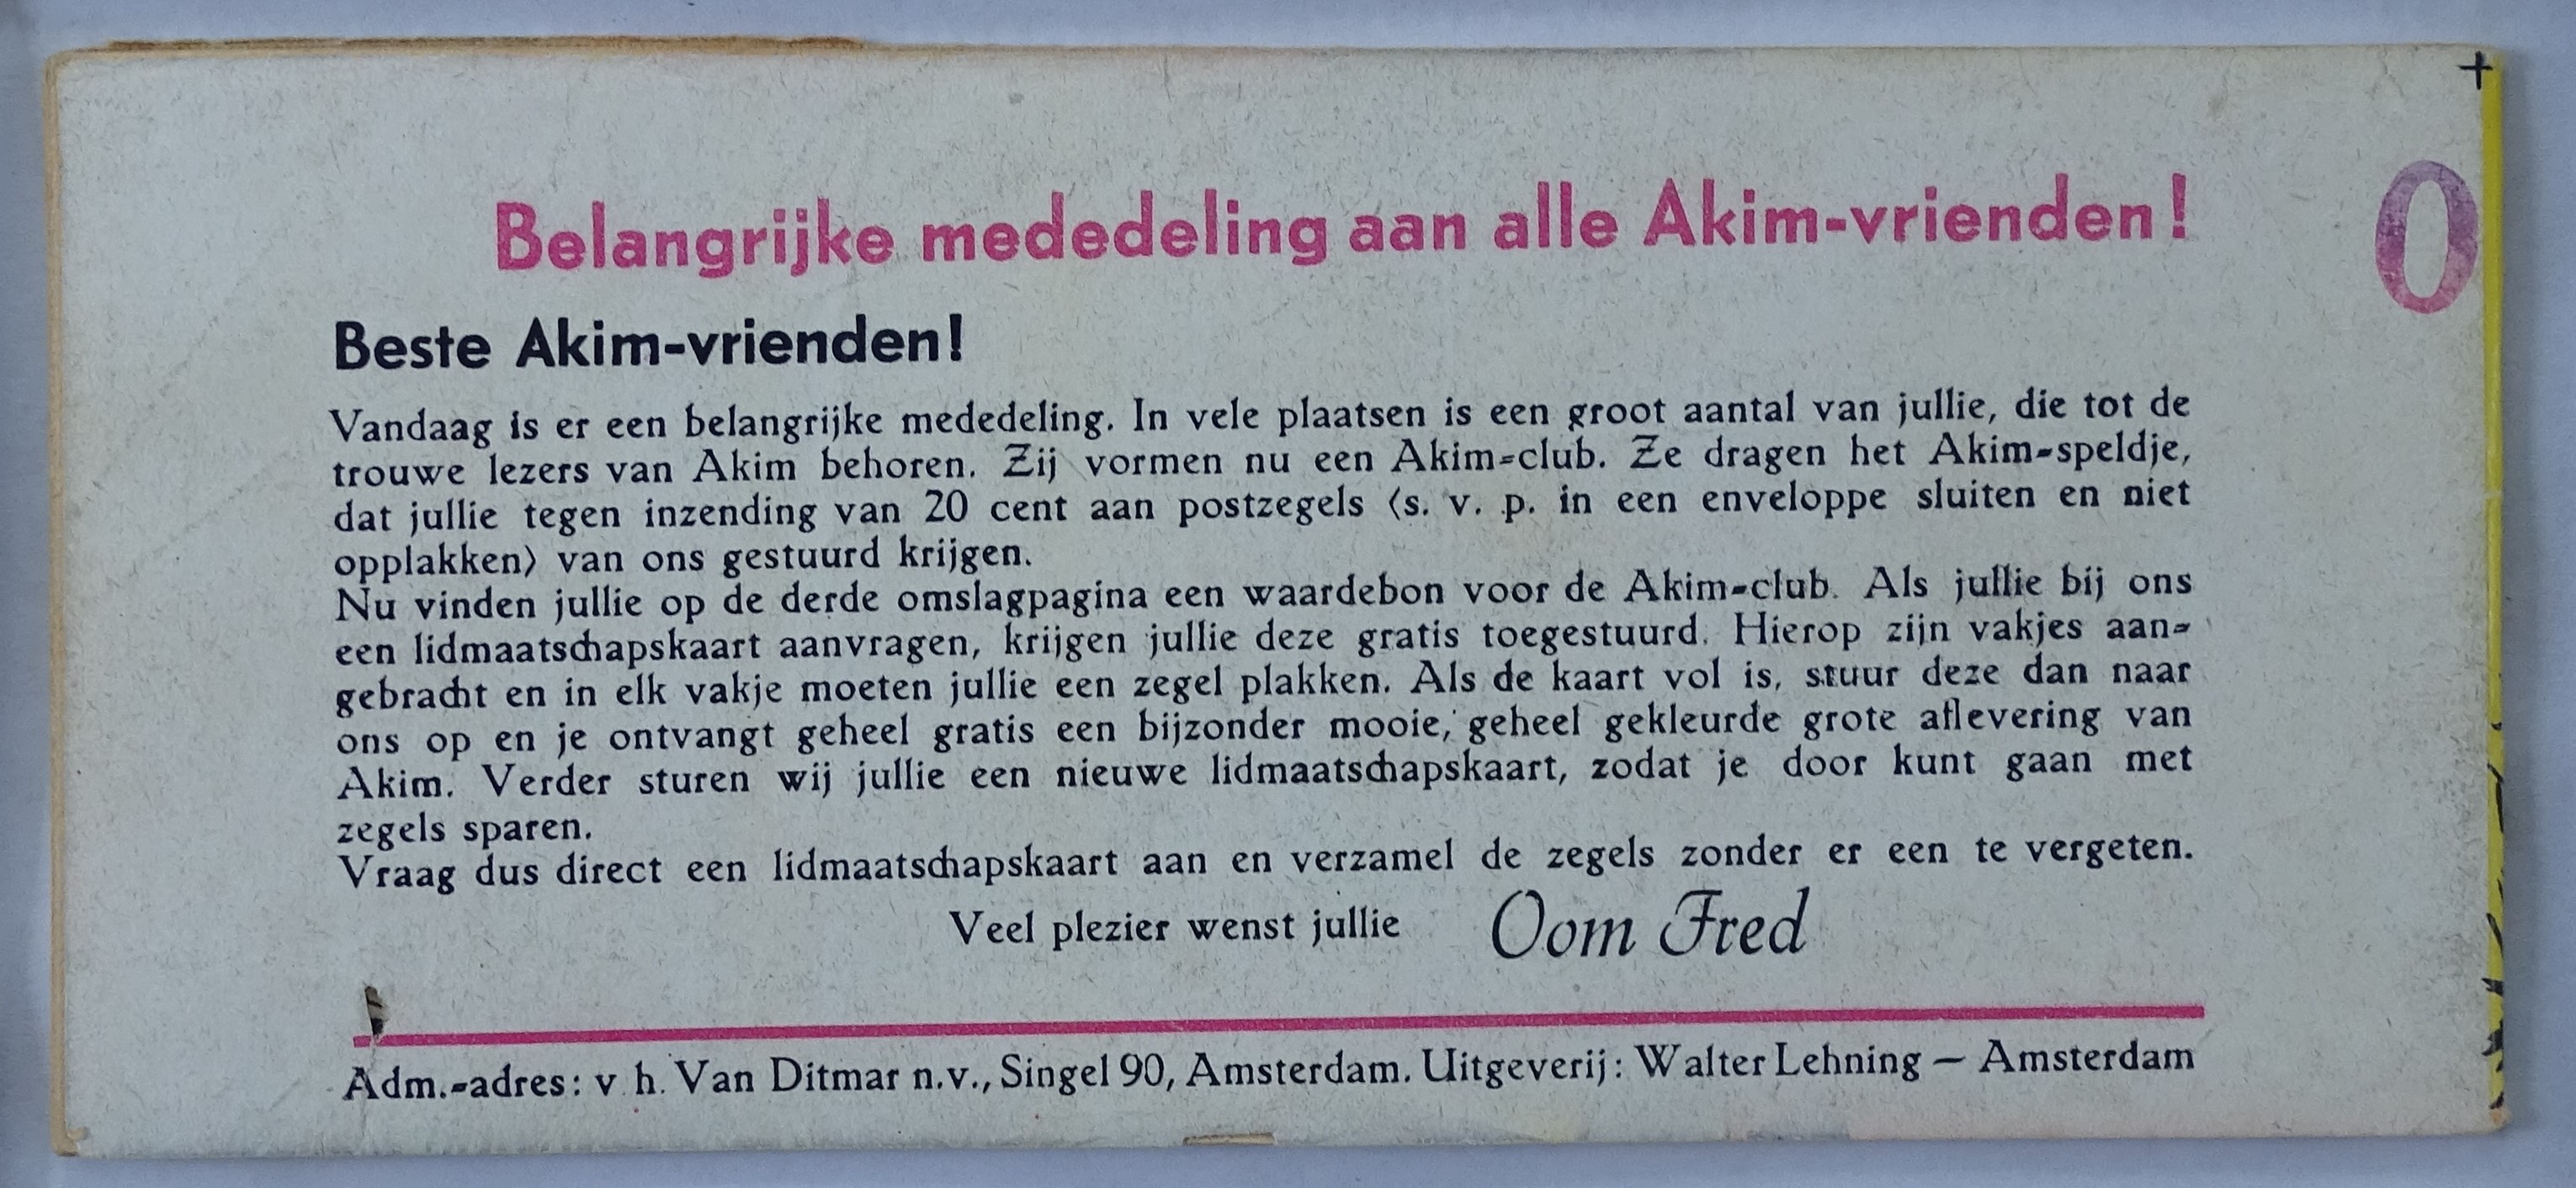 Belangrijke mededeling aan alle Akim-vrienden!
O
Beste Akim-vrienden!
Vandaag is er een belangrijke mededeling. In vele plaatsen is een groot aantal van jullie, die tot de
trouwe lezers van Akim behoren. Zij vormen nu een Akim-club. Ze dragen het Akim-speldje,
dat jullie tegen inzending van 20 cent aan postzegels (s. v. p. in een enveloppe sluiten en niet
opplakken) van ons gestuurd krijgen.
Nu vinden jullie op de derde omslagpagina een waardebon voor de Akim-club. Als jullie bij ons
een lidmaatschapskaart aanvragen, krijgen jullie deze gratis toegestuurd. Hierop zijn vakjes aan-
gebracht en in elk vakje moeten jullie een zegel plakken. Als de kaart vol is, stuur deze dan naar
ons op en je ontvangt geheel gratis een bijzonder mooie, geheel gekleurde grote aflevering van
Akim. Verder sturen wij jullie een nieuwe lidmaatschapskaart, zodat je door kunt gaan met
zegels sparen.
Vraag dus direct een lidmaatschapskaart aan en verzamel de zegels zonder er een te vergeten.
Veel plezier wenst jullie Oom Fred
Adm.-adres: v. h. Van Ditmar n.v., Singel 90, Amsterdam. Uitgeverij: Walter Lehning — Amsterdam